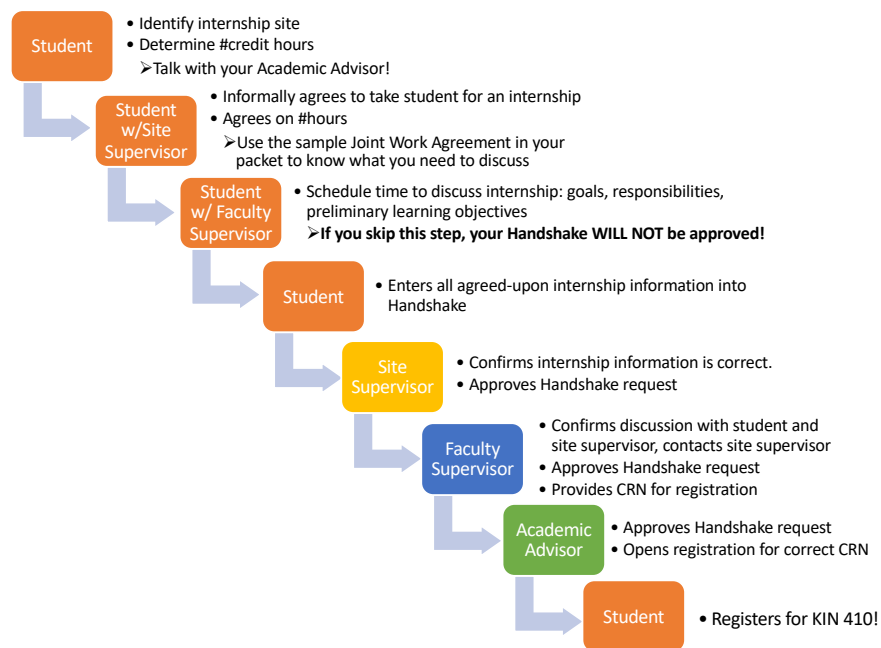 Student
• Identify internship site
• Determine #credit hours
➢Talk with your Academic Advisor!
Student
w/Site
Supervisor
• Informally agrees to take student for an internship
• Agrees on #hours
➢Use the sample Joint Work Agreement in your
packet to know what you need to discuss
Student
w/ Faculty
Supervisor
• Schedule time to discuss internship: goals, responsibilities,
preliminary learning objectives
➢If you skip this step, your Handshake WILL NOT be approved!
Student
• Enters all agreed-upon internship information into
Handshake
Site
Supervisor
• Confirms internship information is correct.
• Approves Handshake request
Faculty
Supervisor
• Confirms discussion with student and
site supervisor, contacts site supervisor
• Approves Handshake request
• Provides CRN for registration
Academic
Advisor
• Approves Handshake request
• Opens registration for correct CRN
Student
• Registers for KIN 410!